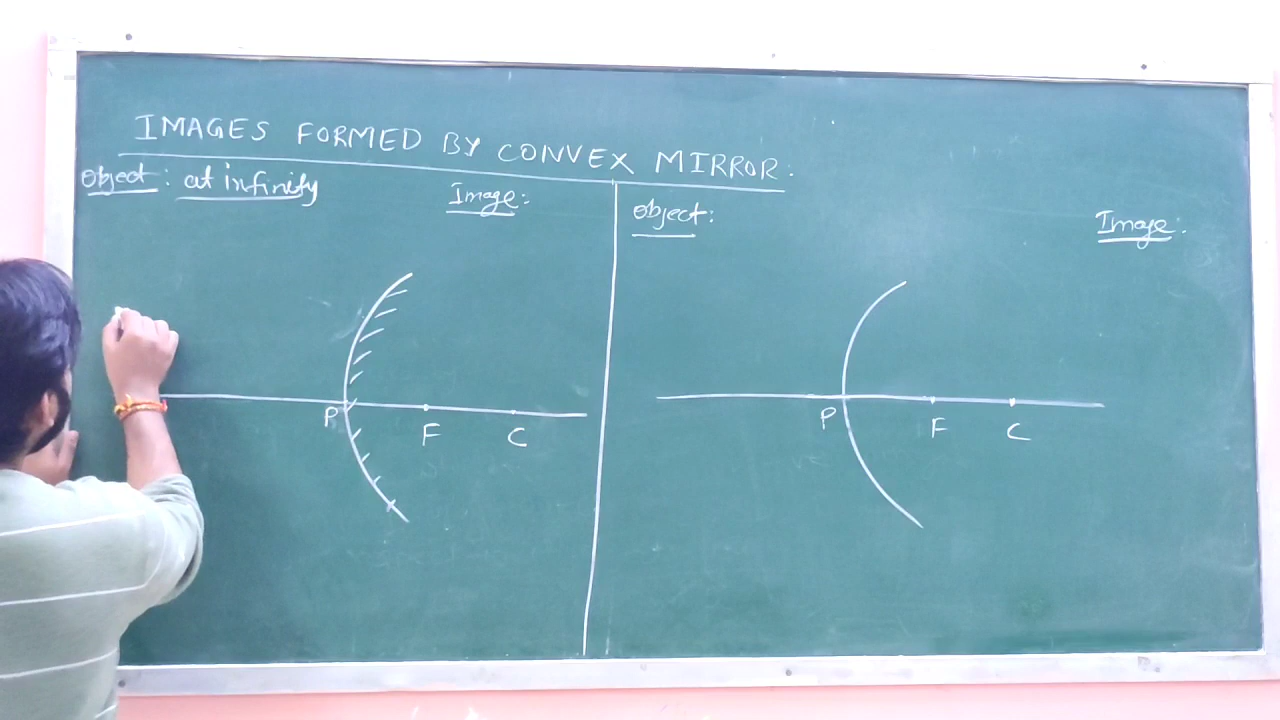 IMAGES FORMED BY CONVEX MIRROR:
Object: at infinity
Image:
P F C
Object:
Image:
P F C